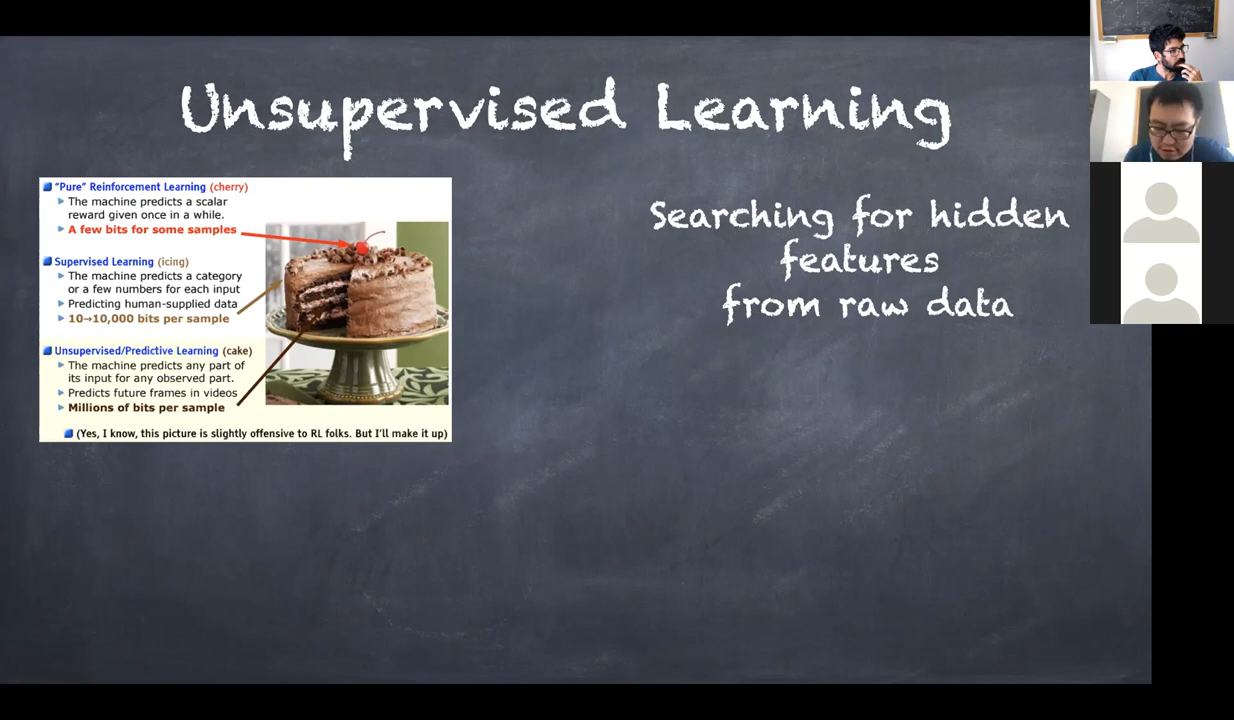 Unsupervised Learning
"Pure" Reinforcement Learning (cherry)
The machine predicts a scalar
reward given once in a while.
A few bits for some samples
Supervised Learning (icing)
The machine predicts a category
or a few numbers for each input
Predicting human-supplied data
10→10,000 bits per sample
Unsupervised/Predictive Learning (cake)
The machine predicts any part of
its input for any observed part.
Predicts future frames in videos
Millions of bits per sample
(Yes, I know, this picture is slightly offensive to RL folks. But I'll make it up)
Searching for hidden
features
from raw data